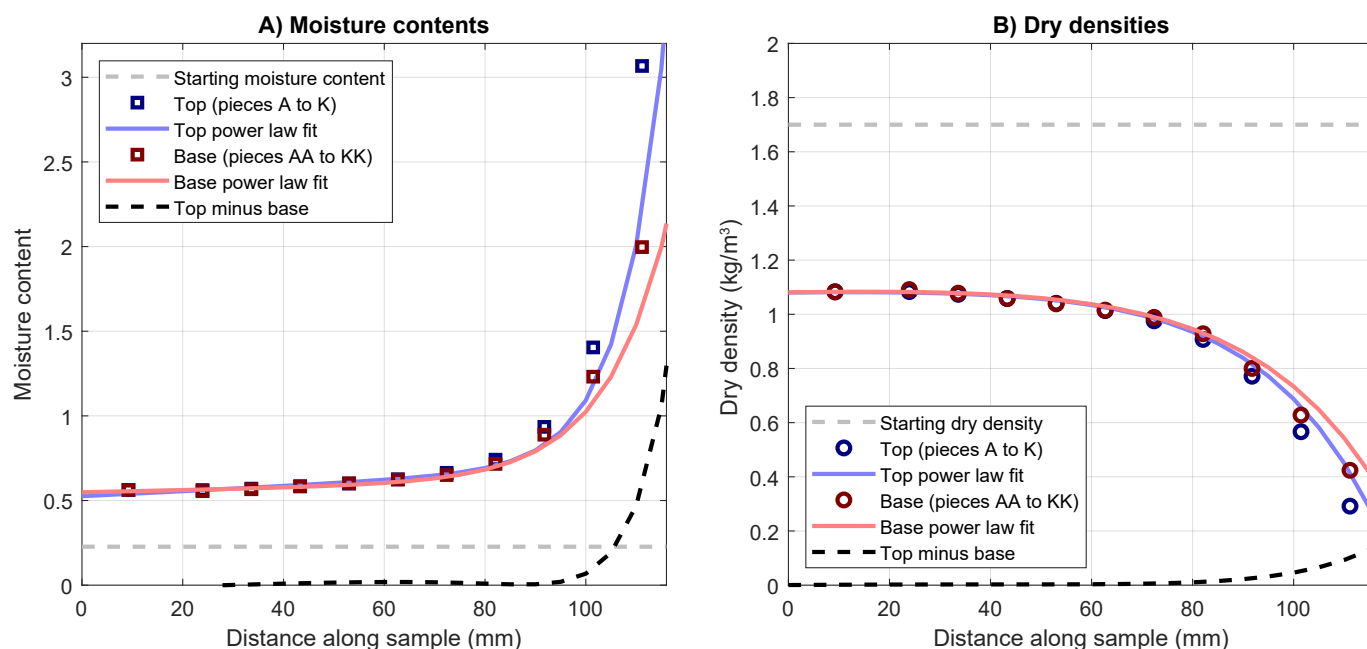 A) Moisture contents
3
2.5
2
1.5
1
0.5
0
Moisture content
Starting moisture content
Top (pieces A to K)
Top power law fit
Base (pieces AA to KK)
Base power law fit
Top minus base
0 20 40 60 80 100
Distance along sample (mm)
B) Dry densities
2
1.8
1.6
1.4
1.2
1
0.8
0.6
0.4
0.2
0
Dry density (kg/m³)
Starting dry density
Top (pieces A to K)
Top power law fit
Base (pieces AA to KK)
Base power law fit
Top minus base
0 20 40 60 80 100
Distance along sample (mm)